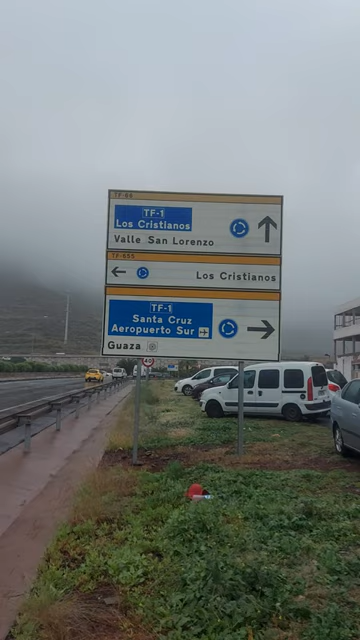 TF-66
TF-1
Los Cristianos
Valle San Lorenzo
TF-655
Los Cristianos
TF-1
Santa Cruz
Aeropuerto Sur
Guaza
40